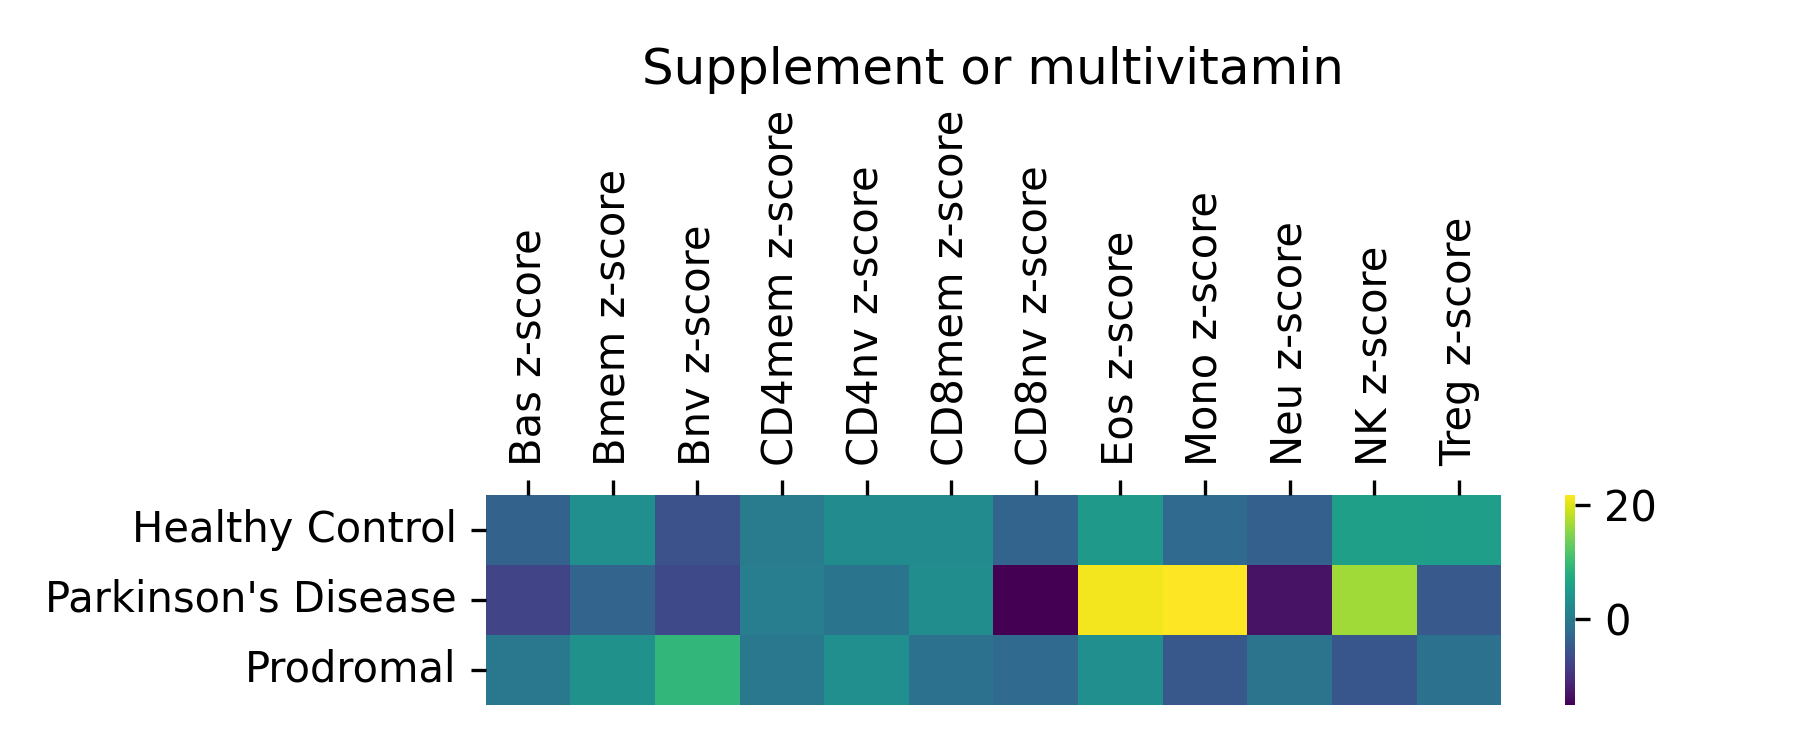 Supplement or multivitamin
Bas z-score
Bmem z-score
Bnv z-score
CD4mem z-score
CD4nv z-score
CD8mem z-score
CD8nv z-score
Eos z-score
Mono z-score
Neu z-score
NK z-score
Treg z-score
Healthy Control
Parkinson's Disease
Prodromal
20
0